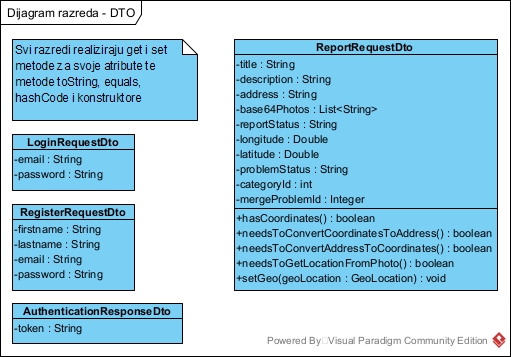 Dijagram razreda - DTO
Svi razredi realiziraju get i set
metode za svoje atribute te
metode toString, equals,
hashCode i konstruktore
LoginRequestDto
-email : String
-password : String
RegisterRequestDto
-firstname : String
-lastname : String
-email : String
-password : String
AuthenticationResponseDto
-token : String
ReportRequestDto
-title : String
-description : String
-address : String
-base64Photos : List<String>
-reportStatus : String
-longitude : Double
-latitude : Double
-problemStatus : String
-categoryId : int
-mergeProblemId : Integer
+hasCoordinates() : boolean
+needsToConvertCoordinatesToAddress() : boolean
+needsToConvertAddressToCoordinates() : boolean
+needsToGetLocationFromPhoto() : boolean
+setGeo(geoLocation : GeoLocation) : void
Powered By Visual Paradigm Community Edition